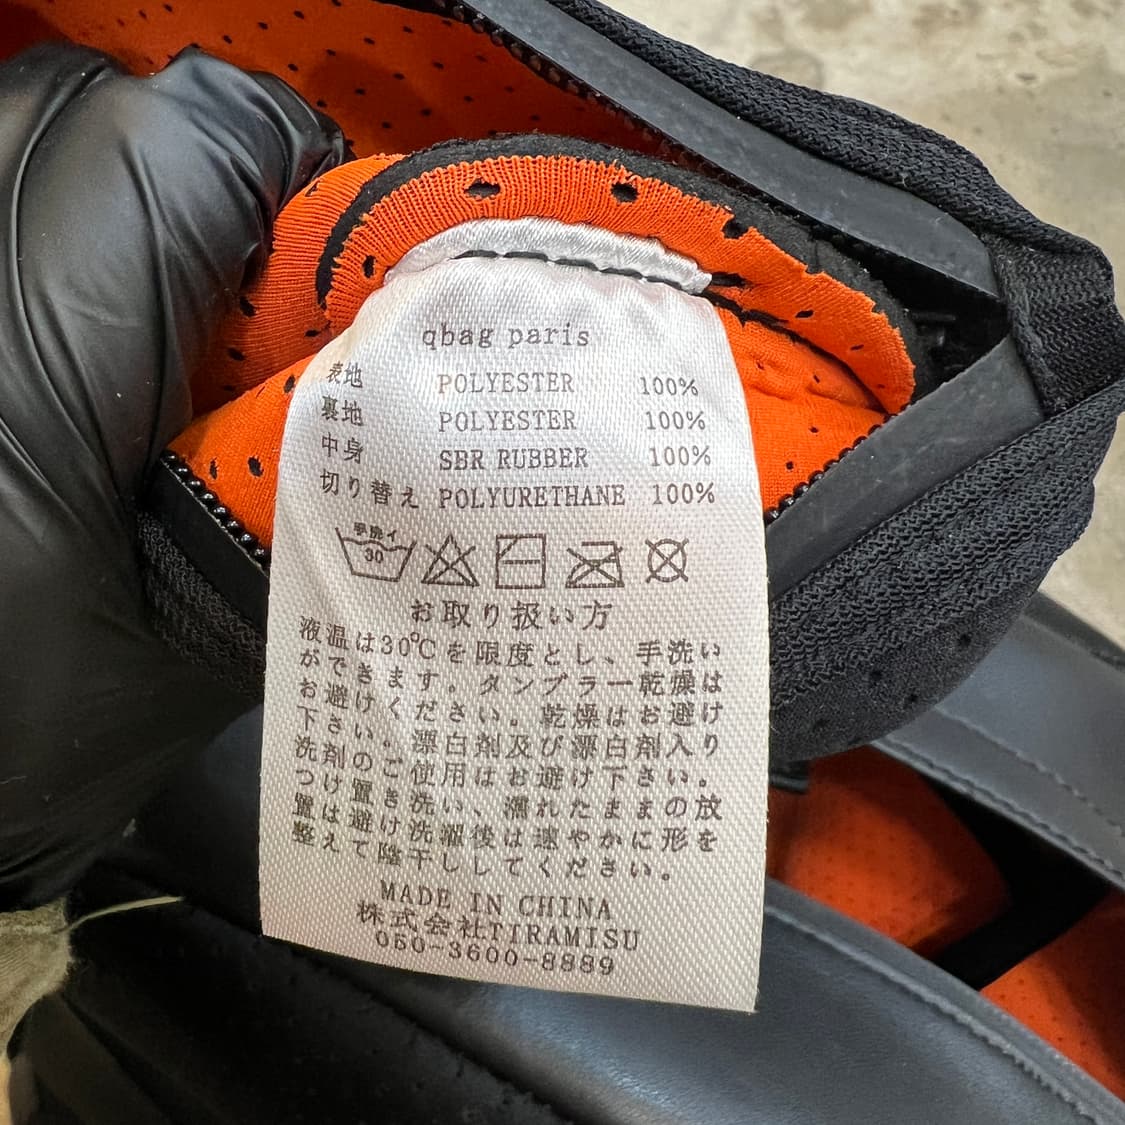 qbag paris
表地 POLYESTER 100%
裏地 POLYESTER 100%
中身 SBR RUBBER 100%
切り替え POLYURETHANE 100%
手洗イ
30
お取り扱い方
液温は30℃を限度とし、手洗い
ができます。タンブラー乾燥は
お避けください。乾燥はお避け
下さい。漂白剤及び漂白剤入り
洗剤のご使用はお避け下さい。
つけ置き洗い、濡れたままの放
置は避け洗濯後は速やかに形を
整えて陰干ししてください。
MADE IN CHINA
株式会社TIRAMISU
050-3600-8889